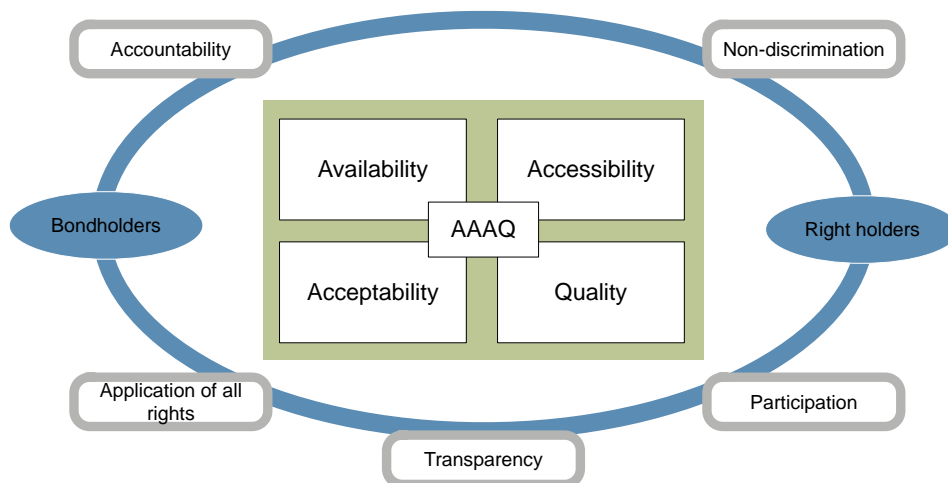 Accountability
Non-discrimination
Availability
Accessibility
Bondholders
AAAQ
Right holders
Acceptability
Quality
Application of all
rights
Participation
Transparency